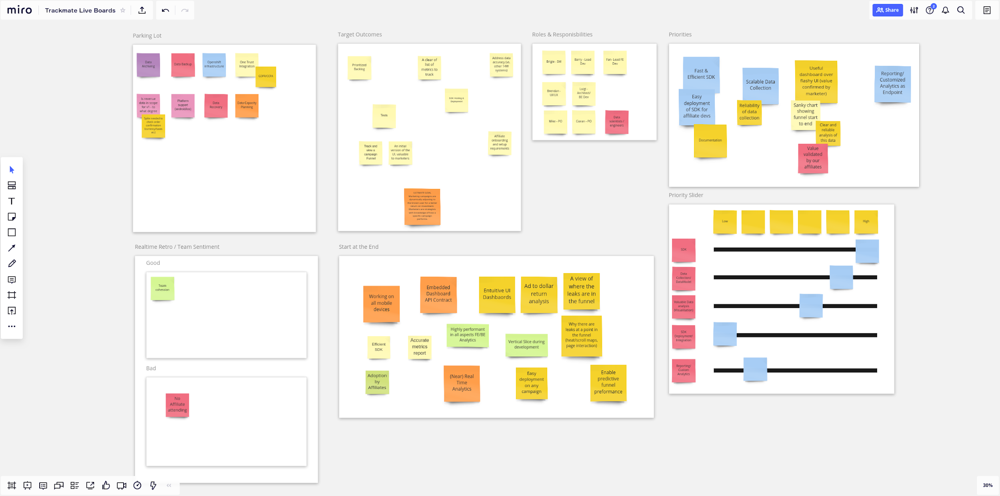 miro
Trackmate Live Boards
Share
2
Parking Lot
Data
Archiving
Data Backup
Openshift
infrastructure
One Trust
Integration
GDPR/CCPA
Is revenue
data in scope
for v1 - to
what degree
Platform
support
(android/ios)
Data
Recovery
Data Capacity
Planning
Spike needed to
check order
confirmation
(currency/taxes
etc)
Target Outcomes
Prioritized
Backlog
A clear of
list of
metrics to
track
Address data
accuracy (vs.
other 14W
systems)
SDK Hosting &
Deployment
Tests
Affiliate
onboarding
and setup
requirements
Track and
view a
campaign
Funnel
An initial
version of the
UI, valuable
to marketers
ULTIMATE GOAL
Marketing campaigns are
dynamically adjusting to
the known user for a better
return on investment.
Marketers are strategists
with knowledge of how a
specific campaign
performs.
Roles & Responisbilities
Brigie - SM
Barry - Lead
Dev
Fan- Lead FE
Dev
Brendan -
UI/UX
Luigi -
Architect/
BE Dev
Mike - PO
Ciaran - PO
Data
scientists /
engineers
Priorities
Fast &
Efficient SDK
Easy
deployment
of SDK for
affiliate devs
Documentation
Scalable Data
Collection
Reliability
of data
collection
Useful
dashboard over
flashy UI (value
confirmed by
marketer)
Sanky chart
showing
funnel start
to end
Clear and
reliable
analysis of
this data
Value
validated
by our
affiliates
Reporting/
Customized
Analytics as
Endpoint
Priority Slider
Low
High
SDK
Data
Collection/
DataModel
Valuable Data
analysis
(Visualisation)
SDK
Deployment/
Integration
Reporting/
Custom
Analytics
Realtime Retro / Team Sentiment
Good
Team
cohession
Bad
No
Affiliate
attending
Start at the End
Working on
all mobile
devices
Embedded
Dashboard
API Contract
Entuitive UI
Dashbaords
Ad to dollar
return
analysis
A view of
where the
leaks are in
the funnel
Efficient
SDK
Accurate
metrics
report
Highly performant
in all aspects FE/BE
Analytics
Vertical Slice during
development
Why there are
leaks at a point in
the funnel
(heat/scroll maps,
page interaction)
Adoption
by
Affiliates
(Near) Real
Time
Analytics
Easy
deployment
on any
campaign
Enable
predictive
funnel
preformance
30%